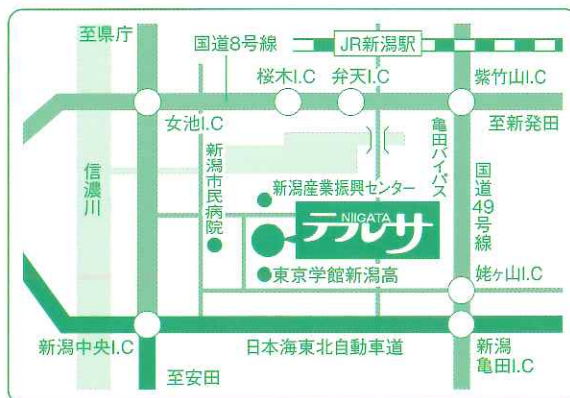 至県庁
国道8号線
JR新潟駅
桜木I.C
弁天I.C
紫竹山I.C
女池I.C
至新発田
信濃川
新潟市民病院
亀田バイパス
国道49号線
新潟産業振興センター
NIIGATA
テルサ
東京学館新潟高
姥ヶ山I.C
新潟中央I.C
日本海東北自動車道
新潟
亀田I.C
至安田